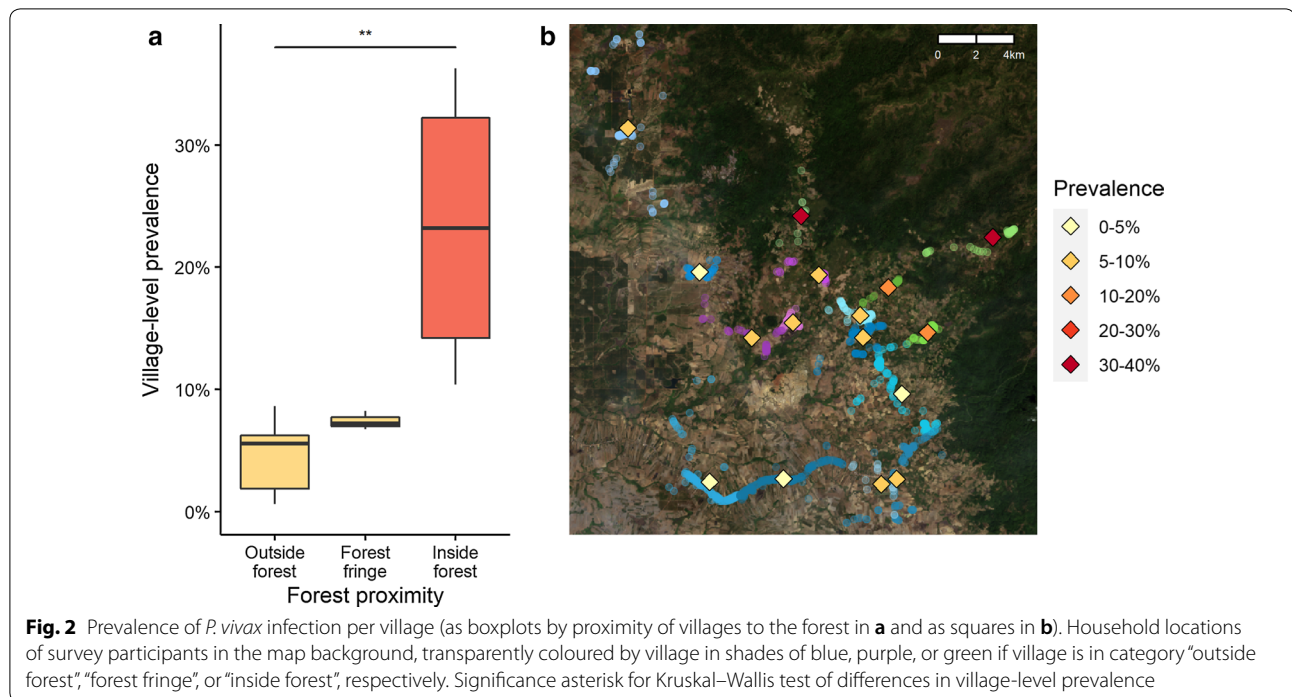 a
**
30%
20%
10%
0%
Village-level prevalence
Outside
forest
Forest
fringe
Inside
forest
Forest proximity
b
0 2 4km
Prevalence
0-5%
5-10%
10-20%
20-30%
30-40%
Fig. 2 Prevalence of P. vivax infection per village (as boxplots by proximity of villages to the forest in a and as squares in b). Household locations
of survey participants in the map background, transparently coloured by village in shades of blue, purple, or green if village is in category “outside
forest”, “forest fringe”, or “inside forest”, respectively. Significance asterisk for Kruskal–Wallis test of differences in village-level prevalence